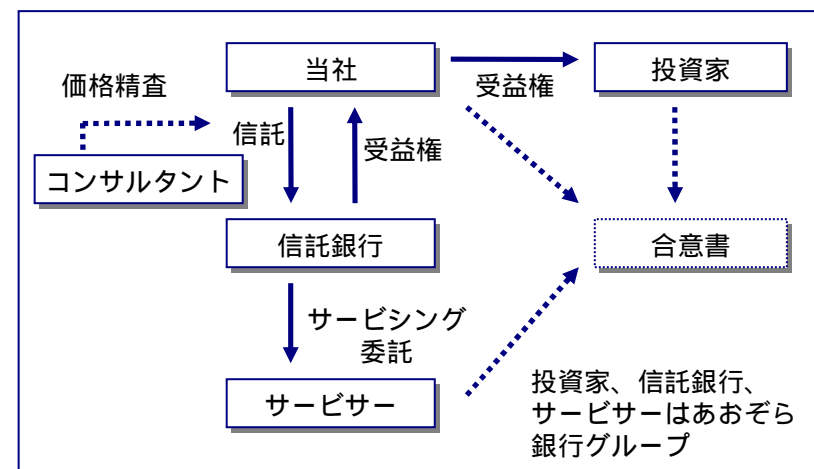 当社
受益権
投資家
価格精査
信託
受益権
コンサルタント
信託銀行
合意書
サービシング
委託
サービサー
投資家、信託銀行、
サービサーはあおぞら
銀行グループ